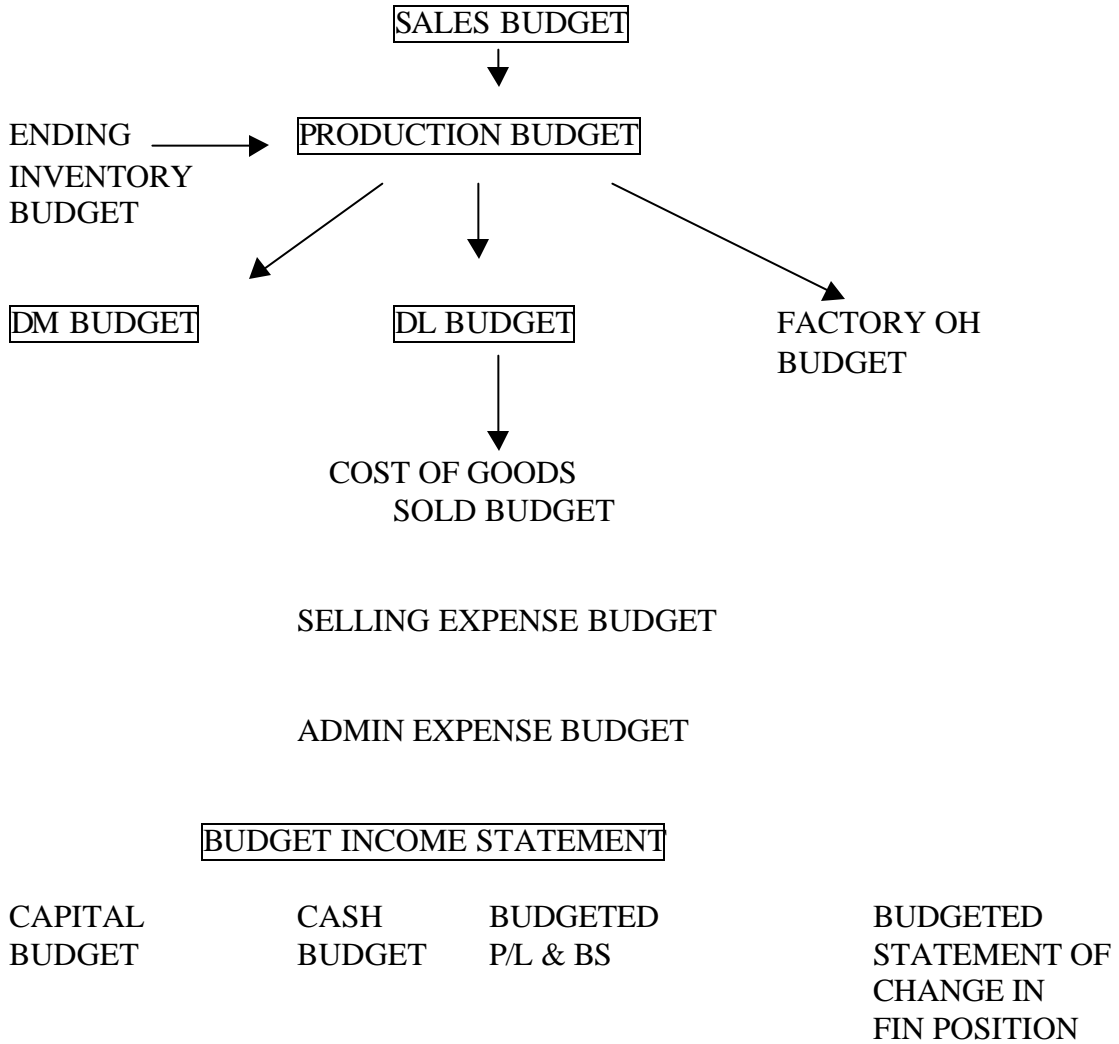 SALES BUDGET
ENDING
INVENTORY
BUDGET
PRODUCTION BUDGET
DM BUDGET
DL BUDGET
FACTORY OH
BUDGET
COST OF GOODS
SOLD BUDGET
SELLING EXPENSE BUDGET
ADMIN EXPENSE BUDGET
BUDGET INCOME STATEMENT
CAPITAL
BUDGET
CASH
BUDGET
BUDGETED
P/L & BS
BUDGETED
STATEMENT OF
CHANGE IN
FIN POSITION